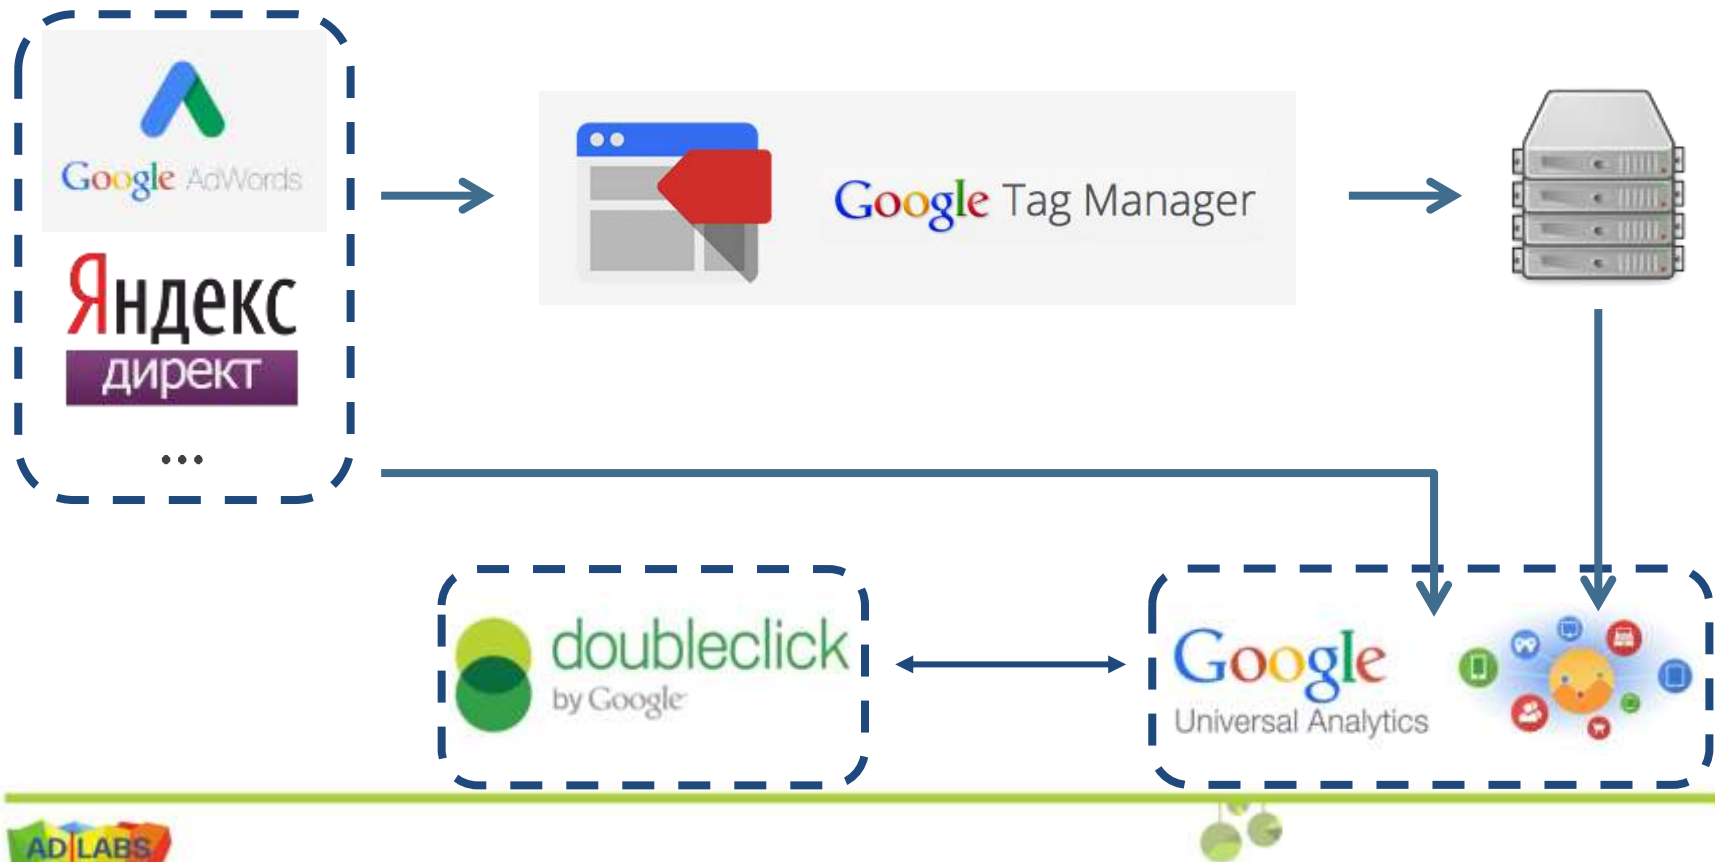 Google AdWords
Яндекс
директ
...
Google Tag Manager
doubleclick
by Google
Google
Universal Analytics
AD LABS